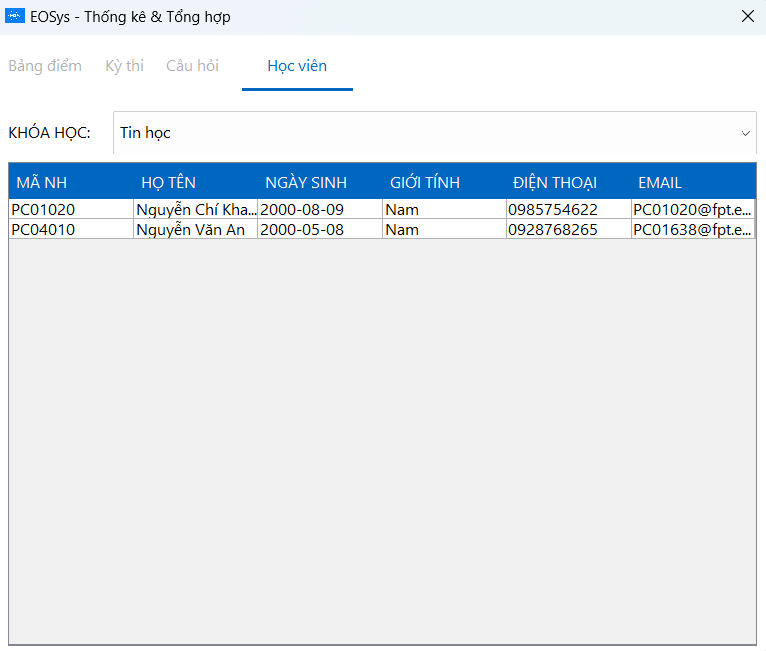 EOSys - Thống kê & Tổng hợp
Bảng điểm Kỳ thi Câu hỏi Học viên
KHÓA HỌC: Tin học
MÃ NH HỌ TÊN NGÀY SINH GIỚI TÍNH ĐIỆN THOẠI EMAIL
PC01020 Nguyễn Chí Kha... 2000-08-09 Nam 0985754622 PC01020@fpt.e...
PC04010 Nguyễn Văn An 2000-05-08 Nam 0928768265 PC01638@fpt.e...